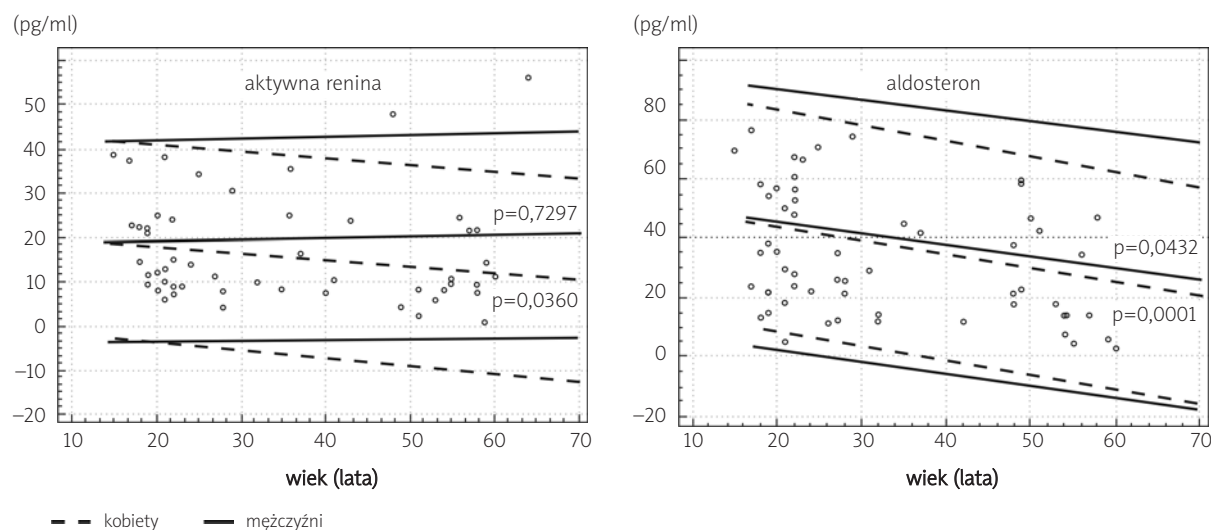 (pg/ml)
aktywna renina
50
40
30
20
10
0
−10
−20
p=0,7297
p=0,0360
10 20 30 40 50 60 70
wiek (lata)
(pg/ml)
aldosteron
80
60
40
20
0
−20
p=0,0432
p=0,0001
10 20 30 40 50 60 70
wiek (lata)
kobiety mężczyźni